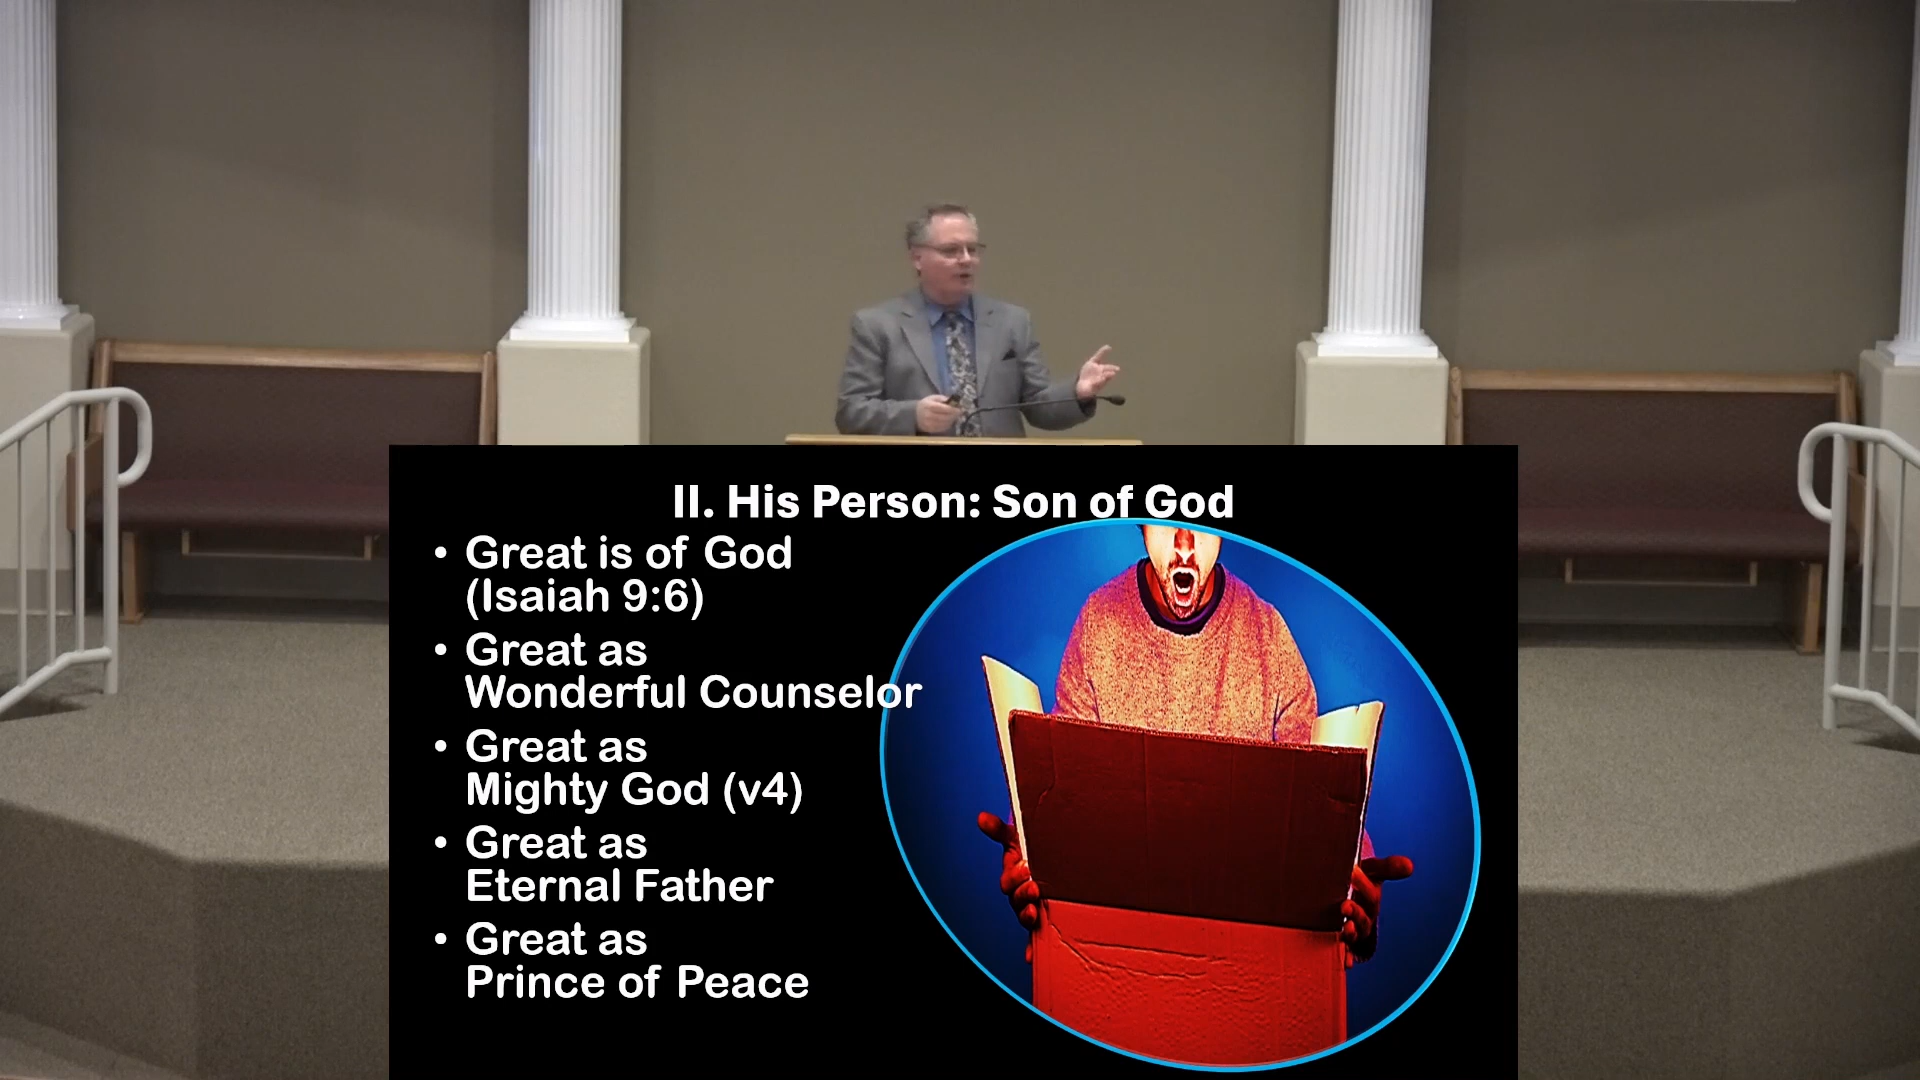 II. His Person: Son of God
• Great is of God
(Isaiah 9:6)
• Great as
Wonderful Counselor
• Great as
Mighty God (v4)
• Great as
Eternal Father
• Great as
Prince of Peace